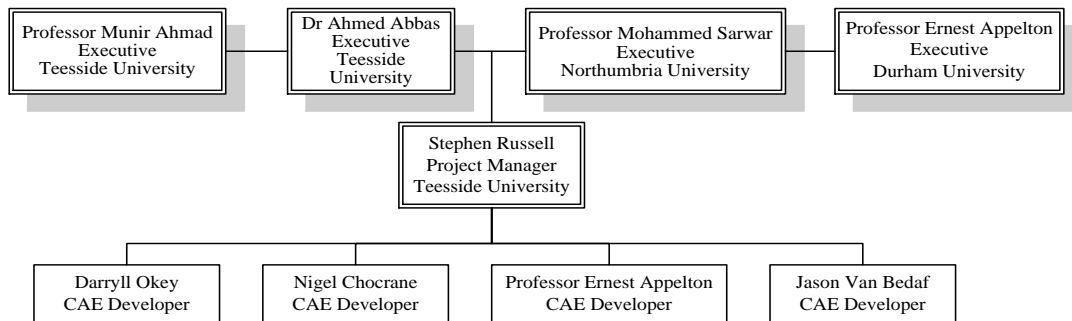 Professor Munir Ahmad
Executive
Teesside University
Dr Ahmed Abbas
Executive
Teesside
University
Professor Mohammed Sarwar
Executive
Northumbria University
Professor Ernest Appelton
Executive
Durham University
Stephen Russell
Project Manager
Teesside University
Darryll Okey
CAE Developer
Nigel Chocrane
CAE Developer
Professor Ernest Appelton
CAE Developer
Jason Van Bedaf
CAE Developer